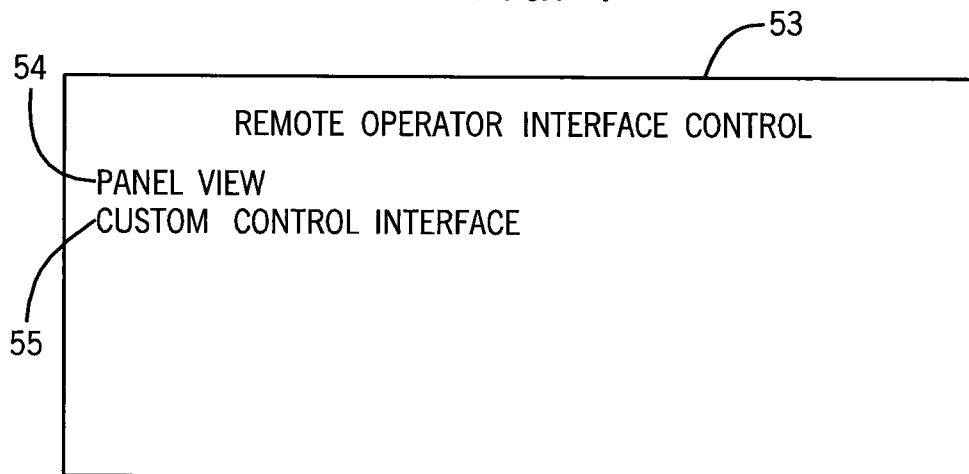 53
54
REMOTE OPERATOR INTERFACE CONTROL
PANEL VIEW
CUSTOM CONTROL INTERFACE
55